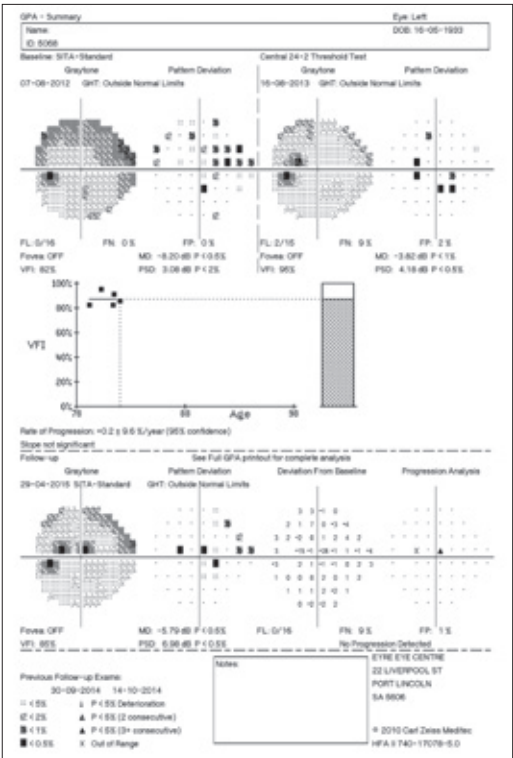 GPA - Summary
Eye: Left
Name:
DOB: 16-05-1933
ID: 5068
Baseline: SITA-Standard
Central 24-2 Threshold Test
Graytone
Pattern Deviation
Graytone
Pattern Deviation
07-08-2012 GHT: Outside Normal Limits
16-08-2013 GHT: Outside Normal Limits
FL: 0/16 FN: 0% FP: 0%
FL: 2/15 FN: 9% FP: 2%
Fovea: OFF MD: -8.20 dB P<0.5%
Fovea: OFF MD: -3.82 dB P<1%
VFI: 82% PSD: 3.08 dB P<2%
VFI: 95% PSD: 4.18 dB P<0.5%
100%
80%
VFI
60%
40%
20%
0%
Age
Rate of Progression: -0.2 ± 9.6 %/year (95% confidence)
Slope not significant
Follow-up
See Full GPA printout for complete analysis
Graytone
Pattern Deviation
Deviation From Baseline
Progression Analysis
29-04-2015 SITA-Standard GHT: Outside Normal Limits
Fovea: OFF MD: -5.79 dB P<0.5% FL: 0/16 FN: 9% FP: 1%
VFI: 85% PSD: 6.98 dB P<0.5% No Progression Detected
Previous Follow-up Exams:
30-09-2014 14-10-2014
< 5% P < 5% Deterioration
< 2% P < 5% (2 consecutive)
< 1% P < 5% (3+ consecutive)
< 0.5% X Out of Range
Notes:
EYRE EYE CENTRE
22 LIVERPOOL ST
PORT LINCOLN
SA 5606
© 2010 Carl Zeiss Meditec
HFA II 740-17078-5.0